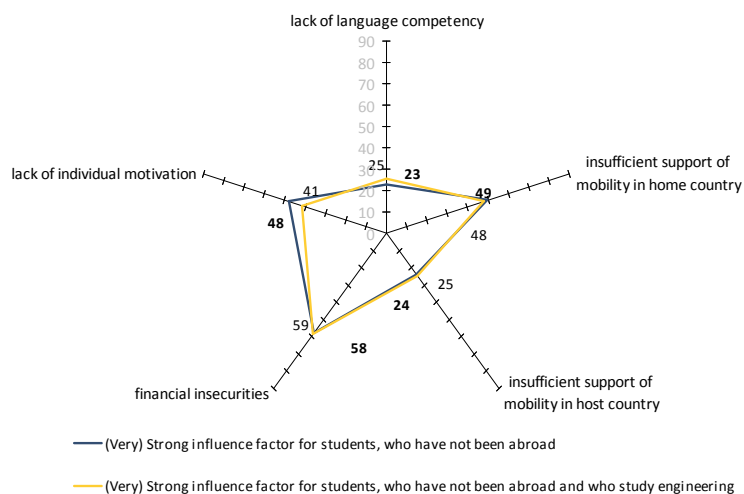 lack of language competency
90
80
70
60
50
40
30
20
10
0
25
23
insufficient support of
mobility in home country
49
48
lack of individual motivation
41
48
25
24
59
58
financial insecurities
insufficient support of
mobility in host country
(Very) Strong influence factor for students, who have not been abroad
(Very) Strong influence factor for students, who have not been abroad and who study engineering